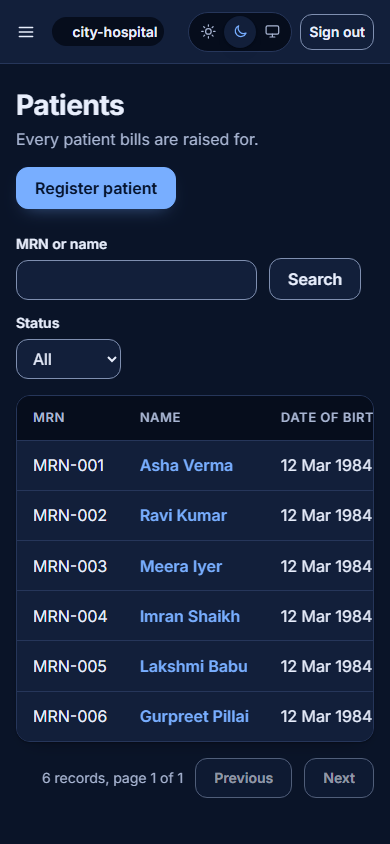 city-hospital
Sign out
Patients
Every patient bills are raised for.
Register patient
MRN or name
Search
Status
All
MRN NAME DATE OF BIRT
MRN-001 Asha Verma 12 Mar 1984
MRN-002 Ravi Kumar 12 Mar 1984
MRN-003 Meera Iyer 12 Mar 1984
MRN-004 Imran Shaikh 12 Mar 1984
MRN-005 Lakshmi Babu 12 Mar 1984
MRN-006 Gurpreet Pillai 12 Mar 1984
6 records, page 1 of 1 Previous Next